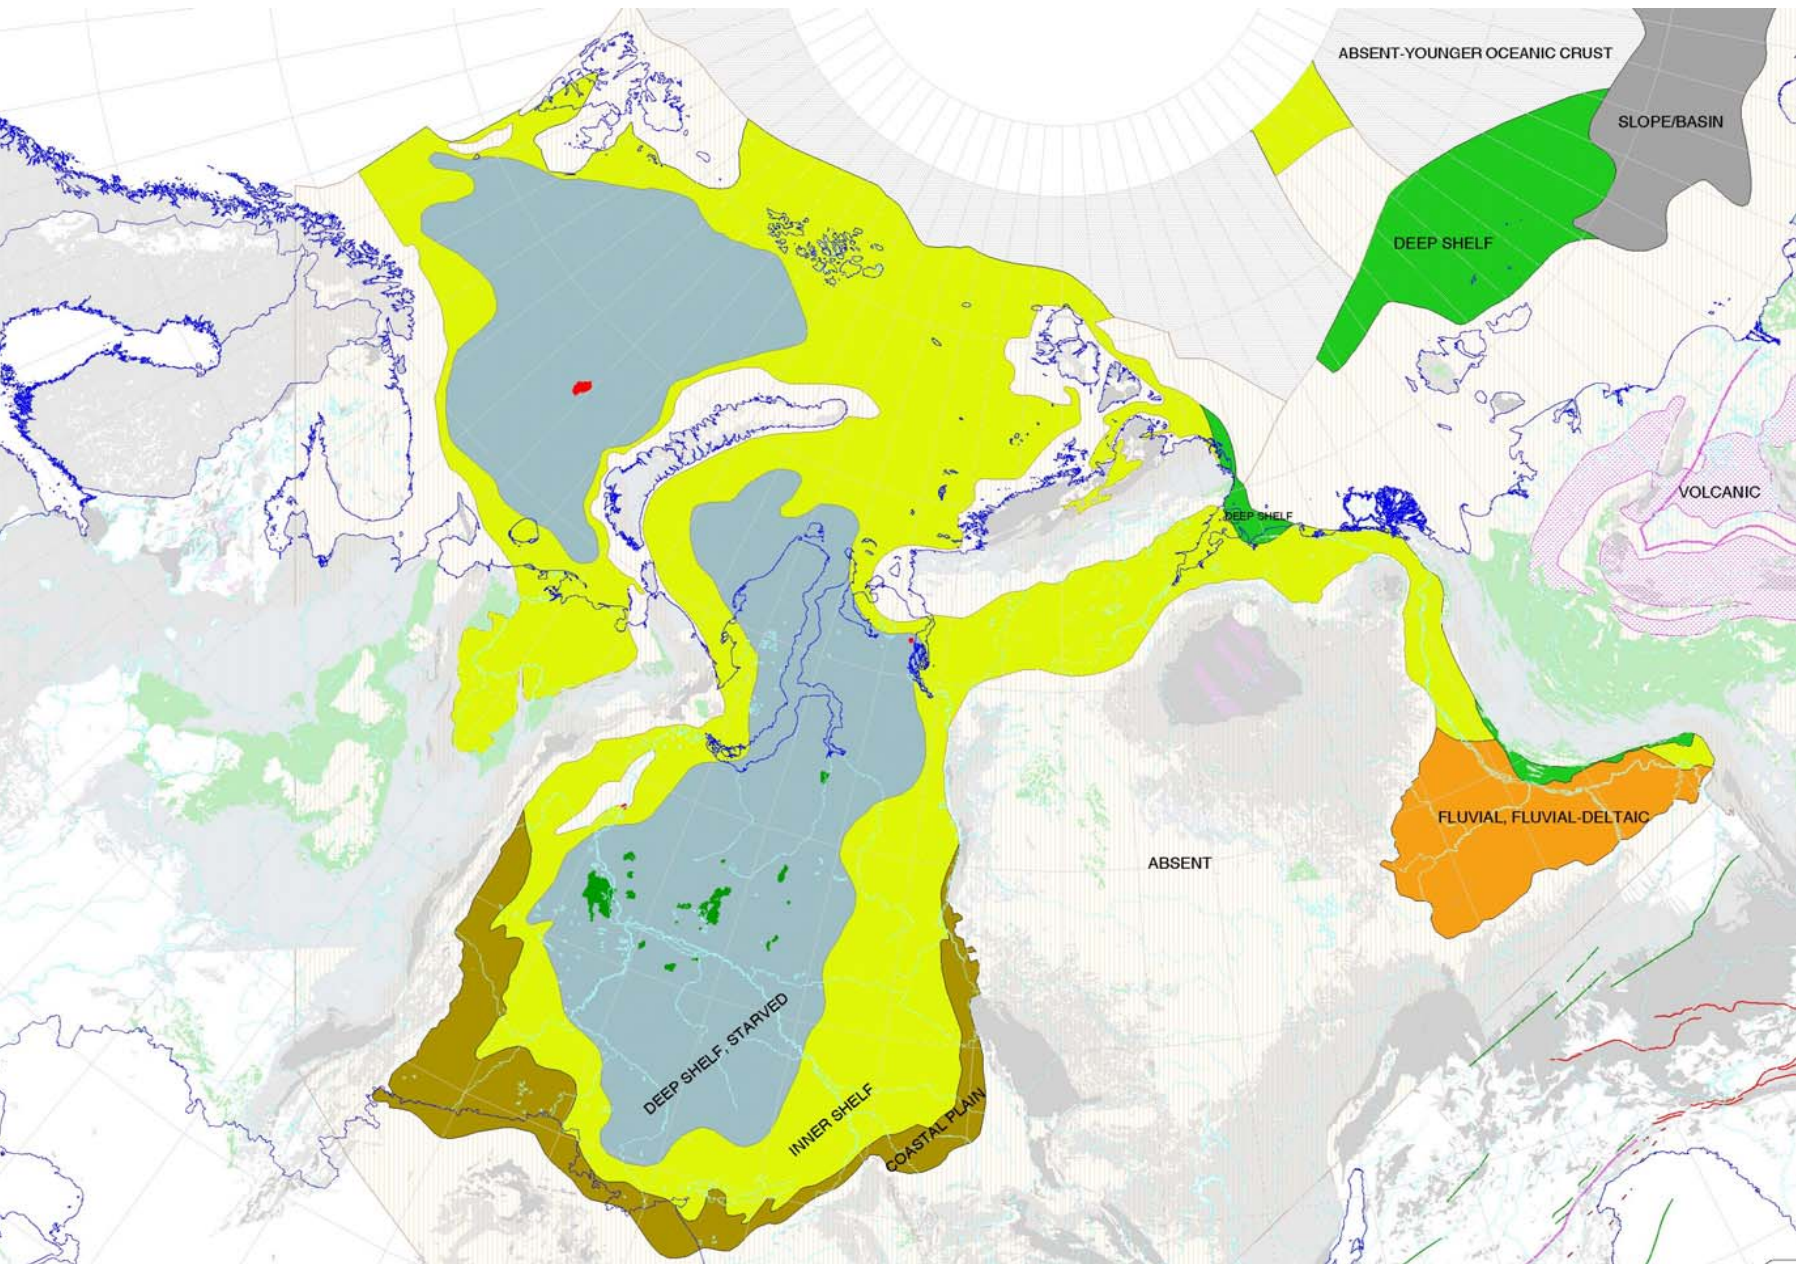 ABSENT-YOUNGER OCEANIC CRUST
SLOPE/BASIN
DEEP SHELF
VOLCANIC
DEEP SHELF
FLUVIAL, FLUVIAL-DELTAIC
ABSENT
DEEP SHELF, STARVED
INNER SHELF
COASTAL PLAIN